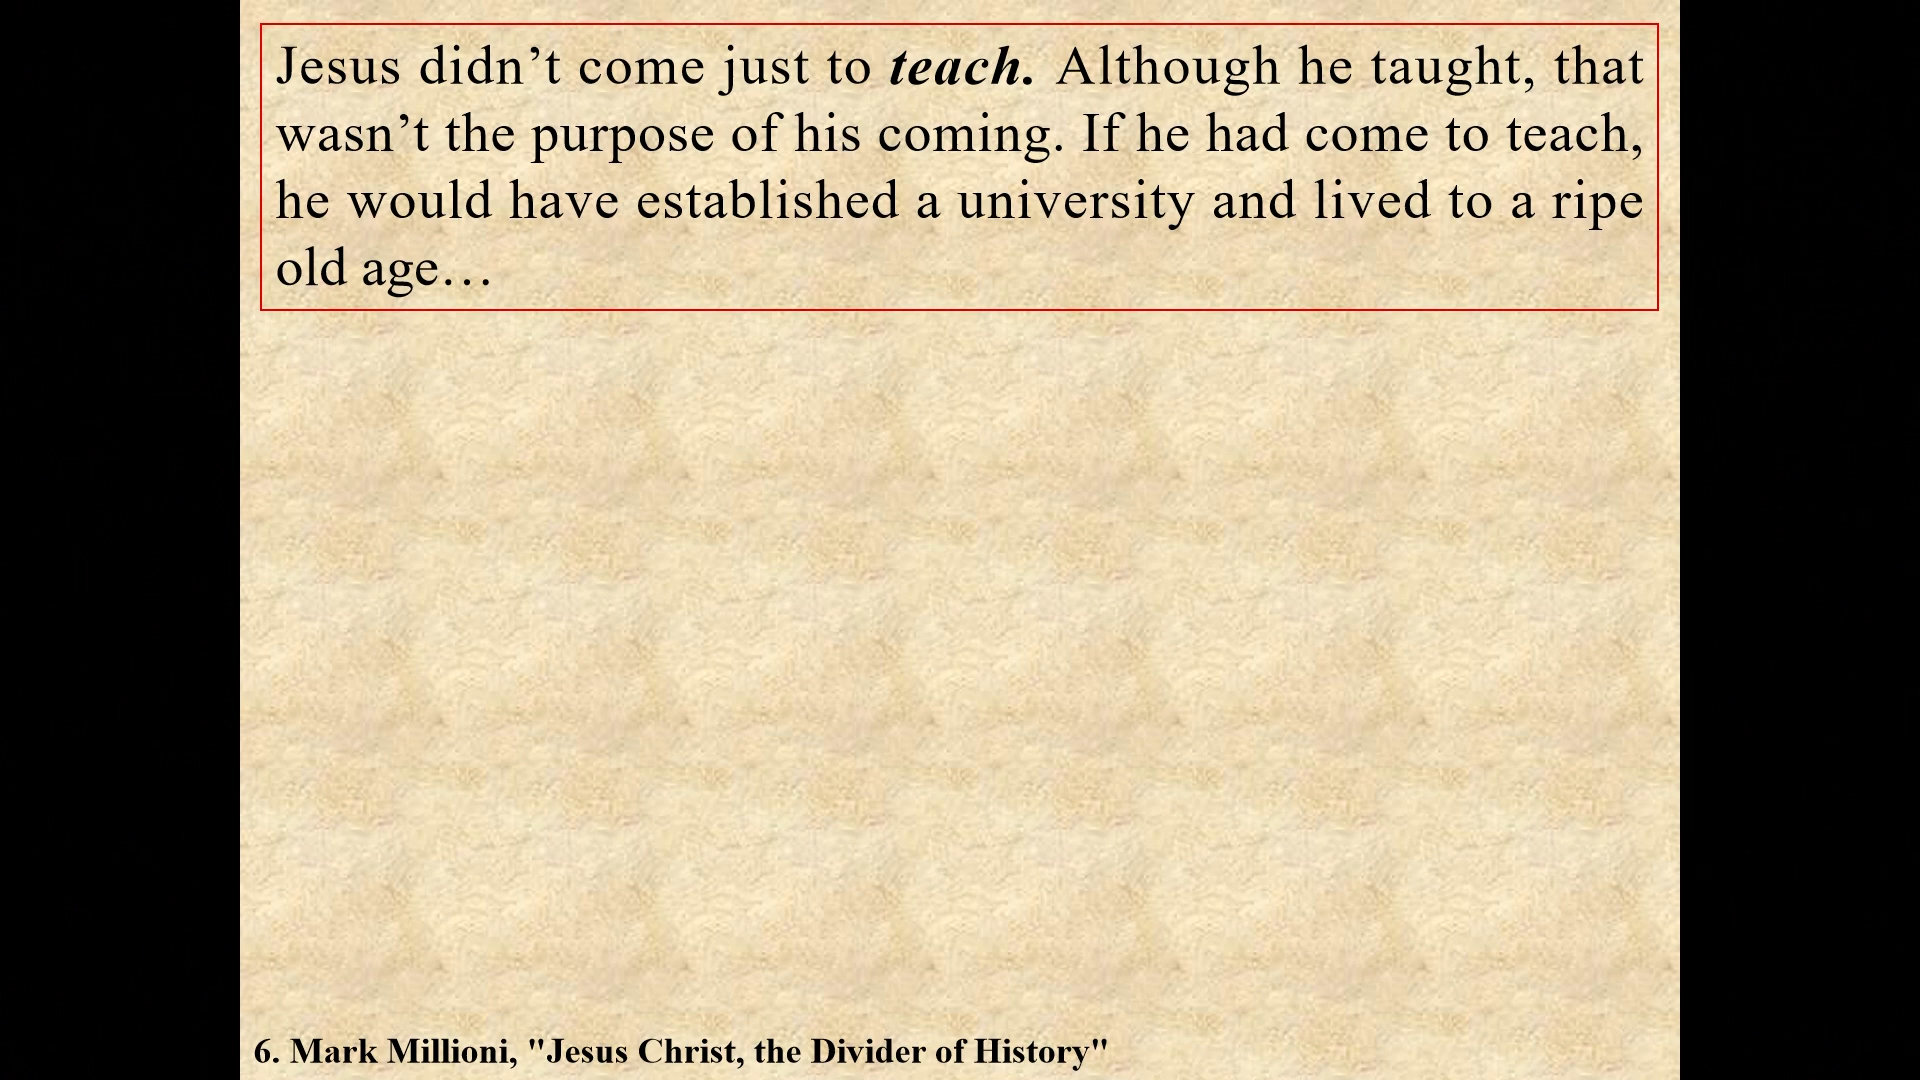 Jesus didn’t come just to teach. Although he taught, that
wasn’t the purpose of his coming. If he had come to teach,
he would have established a university and lived to a ripe
old age…
6. Mark Millioni, "Jesus Christ, the Divider of History"